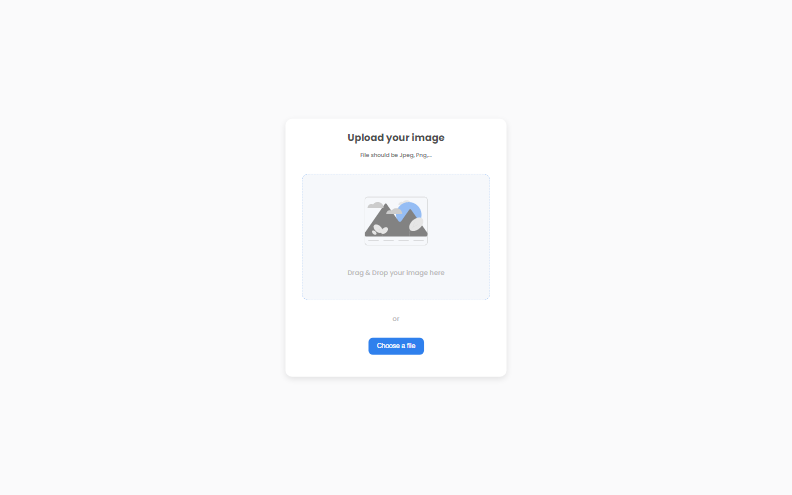 Upload your image
File should be Jpeg, Png,...
Drag & Drop your image here
or
Choose a file